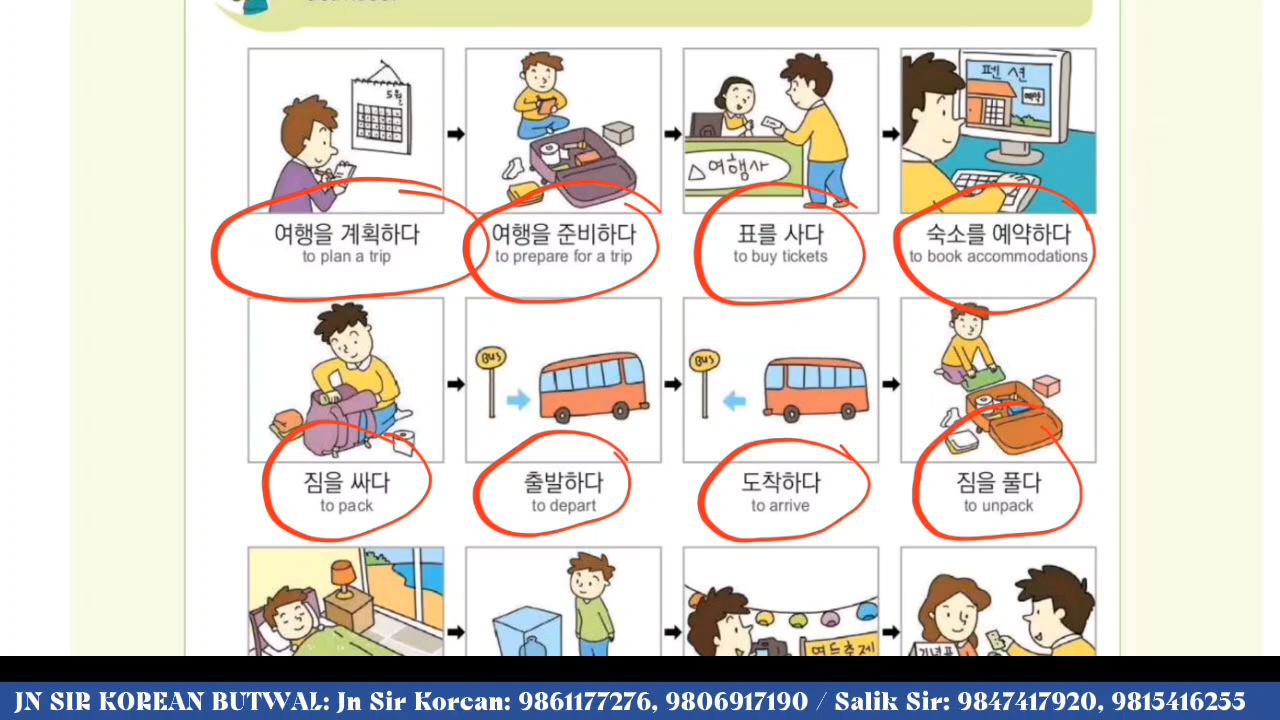 5월
펜션
예약
여행사
여행을 계획하다
to plan a trip
여행을 준비하다
to prepare for a trip
표를 사다
to buy tickets
숙소를 예약하다
to book accommodations
BUS
BUS
짐을 싸다
to pack
출발하다
to depart
도착하다
to arrive
짐을 풀다
to unpack
JN SIR KOREAN BUTWAL: Jn Sir Korean: 9861177276, 9806917190 / Salik Sir: 9847417920, 9815416255